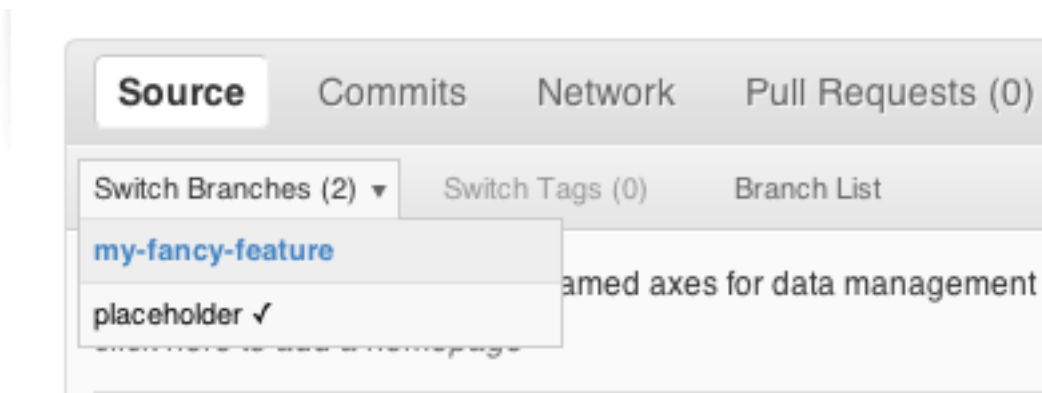 Source Commits Network Pull Requests (0)
Switch Branches (2) ▾ Switch Tags (0) Branch List
my-fancy-feature
amed axes for data management
placeholder ✓